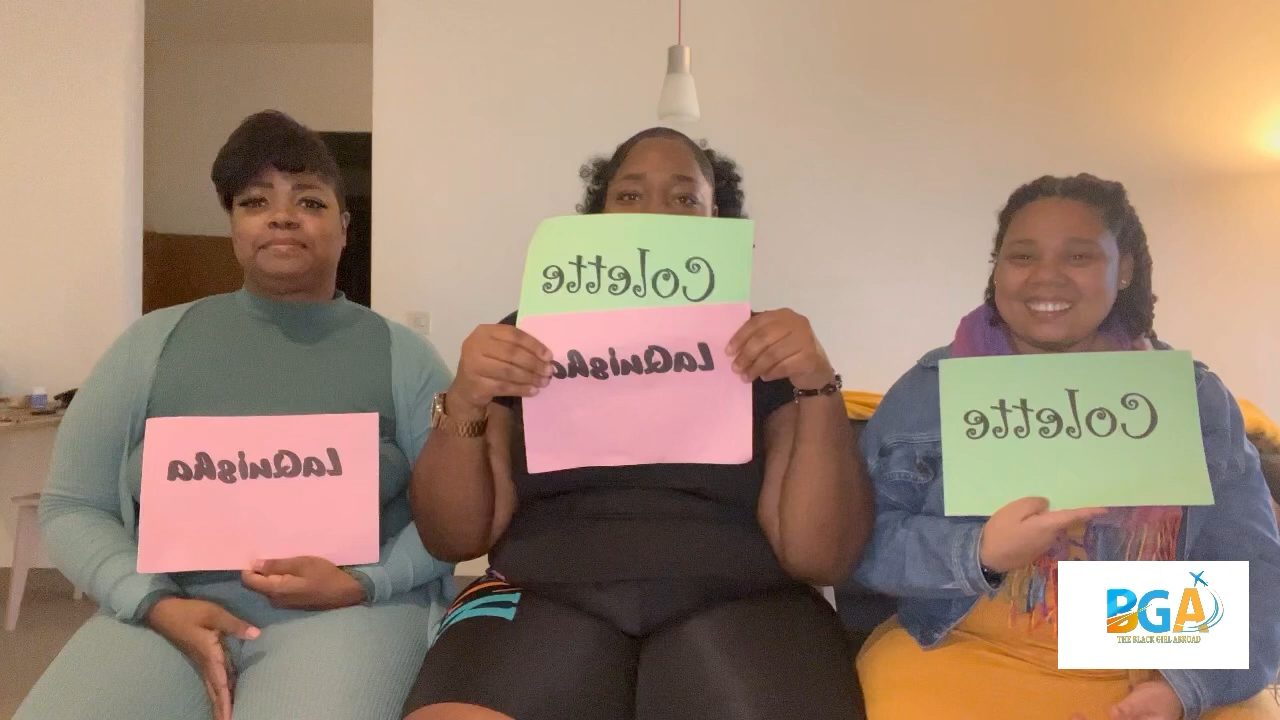 Colette
LaQuisha
LaQuisha
Colette
BGA
THE BLACK GIRL ABROAD